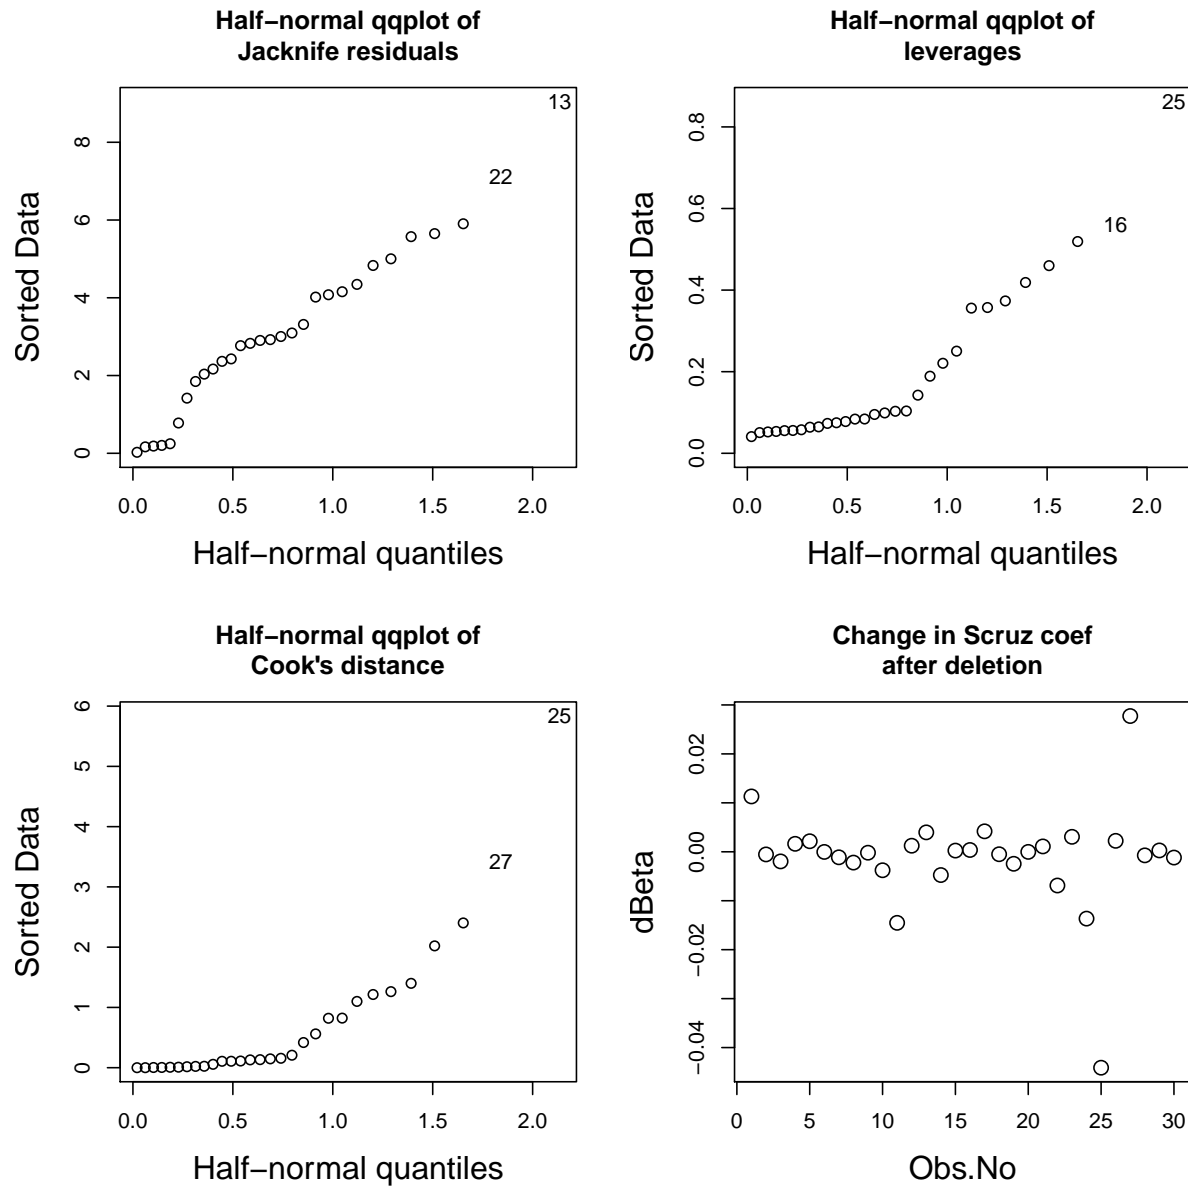 Half−normal qqplot of
Jacknife residuals
13
22
8
6
4
2
0
Sorted Data
0.0 0.5 1.0 1.5 2.0
Half−normal quantiles
Half−normal qqplot of
leverages
25
16
0.8
0.6
0.4
0.2
0.0
Sorted Data
0.0 0.5 1.0 1.5 2.0
Half−normal quantiles
Half−normal qqplot of
Cook's distance
25
27
6
5
4
3
2
1
0
Sorted Data
0.0 0.5 1.0 1.5 2.0
Half−normal quantiles
Change in Scruz coef
after deletion
0.02
0.00
−0.02
−0.04
dBeta
0 5 10 15 20 25 30
Obs.No